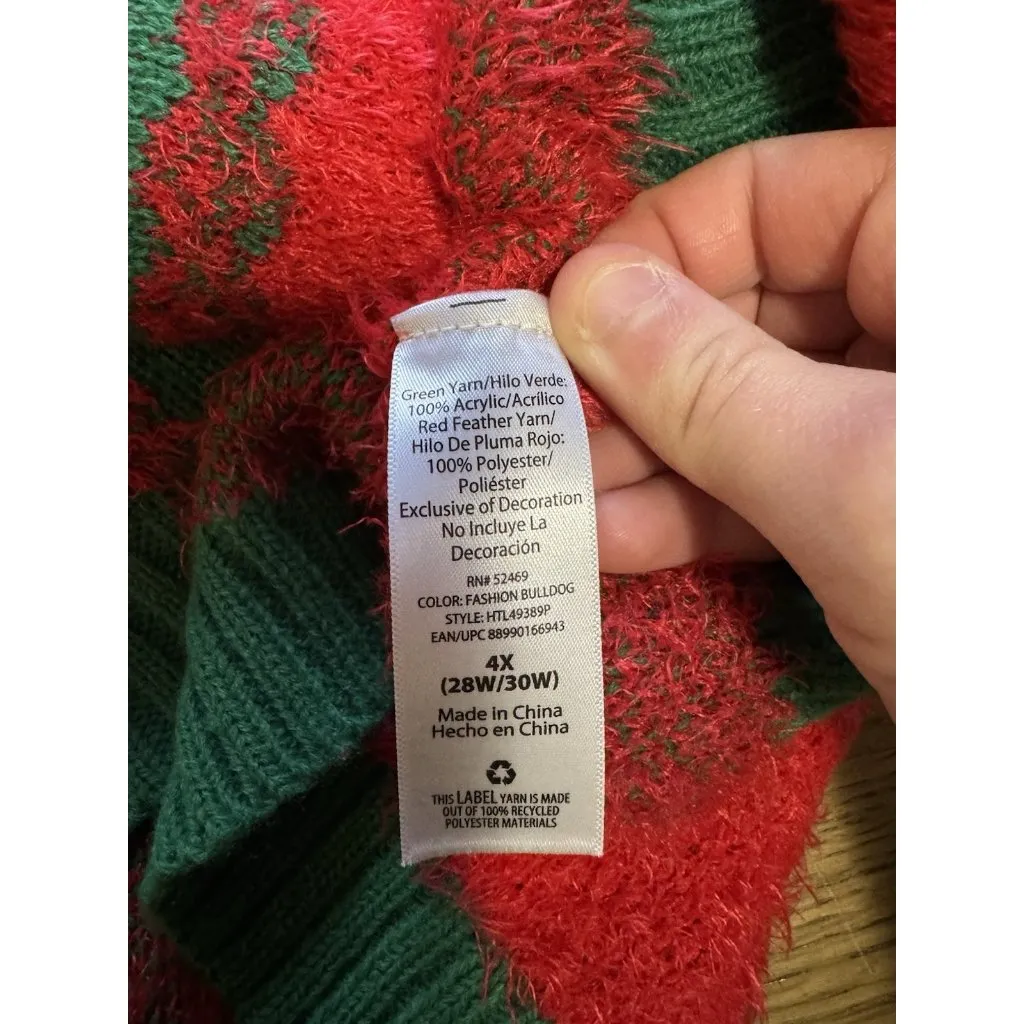 Green Yarn/Hilo Verde:
100% Acrylic/Acrílico
Red Feather Yarn/
Hilo De Pluma Rojo:
100% Polyester/
Poliéster
Exclusive of Decoration
No Incluye La
Decoración
RN# 52469
COLOR: FASHION BULLDOG
STYLE: HTL49389P
EAN/UPC 88990166943
4X
(28W/30W)
Made in China
Hecho en China
THIS LABEL YARN IS MADE
OUT OF 100% RECYCLED
POLYESTER MATERIALS